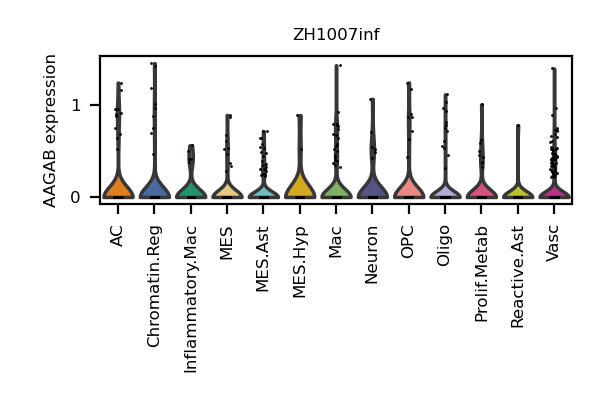 ZH1007inf
AAGAB expression
1
0
AC
Chromatin.Reg
Inflammatory.Mac
MES
MES.Ast
MES.Hyp
Mac
Neuron
OPC
Oligo
Prolif.Metab
Reactive.Ast
Vasc